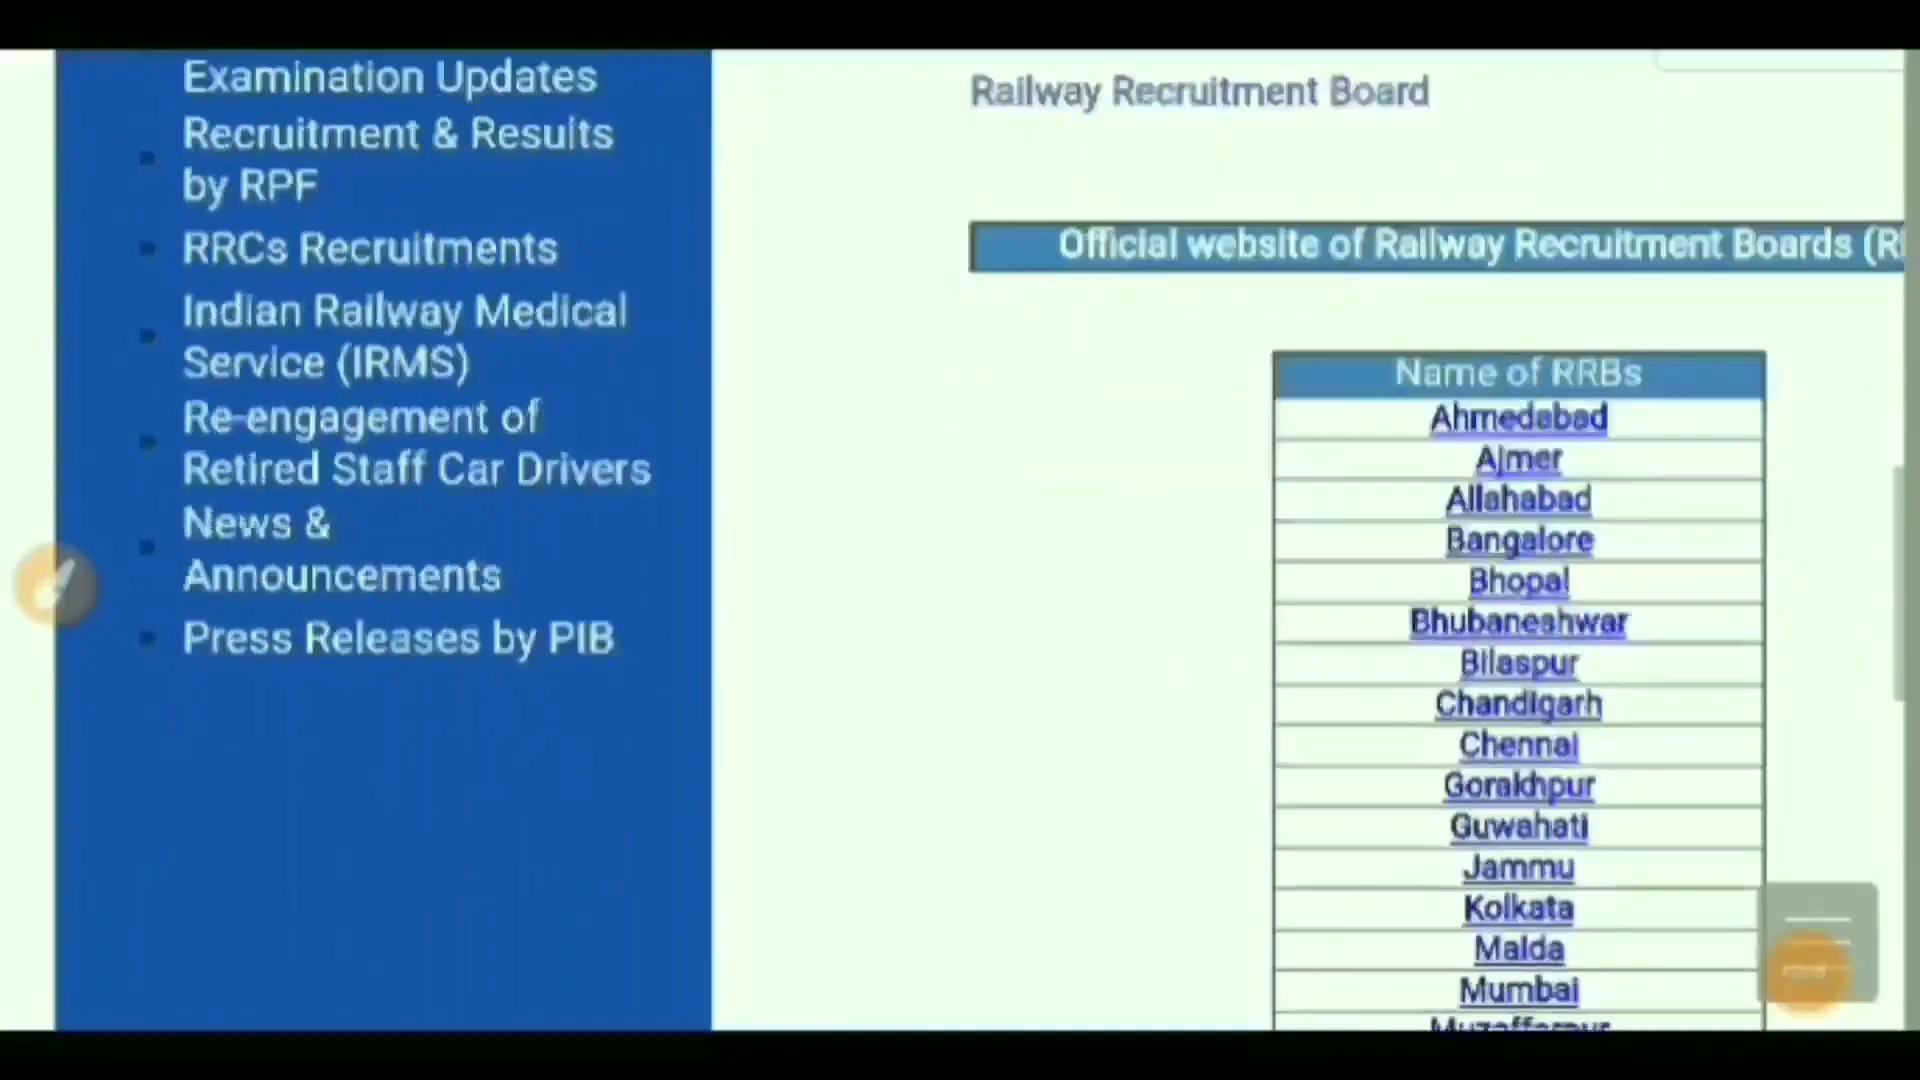 Examination Updates
Recruitment & Results
by RPF
RRCs Recruitments
Indian Railway Medical
Service (IRMS)
Re-engagement of
Retired Staff Car Drivers
News &
Announcements
Press Releases by PIB
Railway Recruitment Board
Official website of Railway Recruitment Boards (R
Name of RRBs
Ahmedabad
Ajmer
Allahabad
Bangalore
Bhopal
Bhubaneshwar
Bilaspur
Chandigarh
Chennai
Gorakhpur
Guwahati
Jammu
Kolkata
Malda
Mumbai
Muzaffarpur